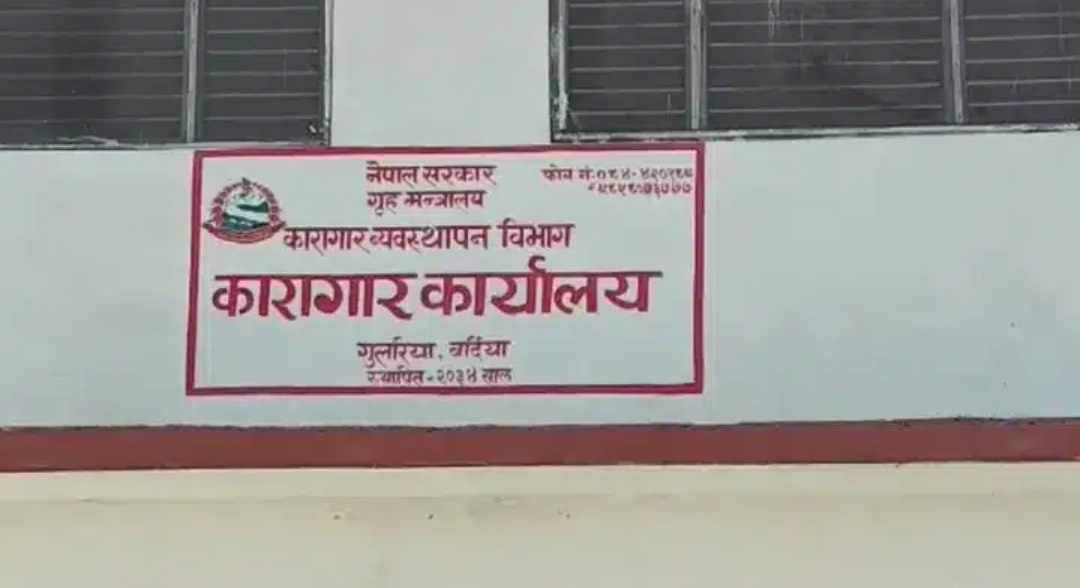 नेपाल सरकार
गृह मन्त्रालय
कारागार व्यवस्थापन विभाग
कारागार कार्यालय
गुलरिया, बर्दिया
स्थापित-२०३४ साल
फोन नं.